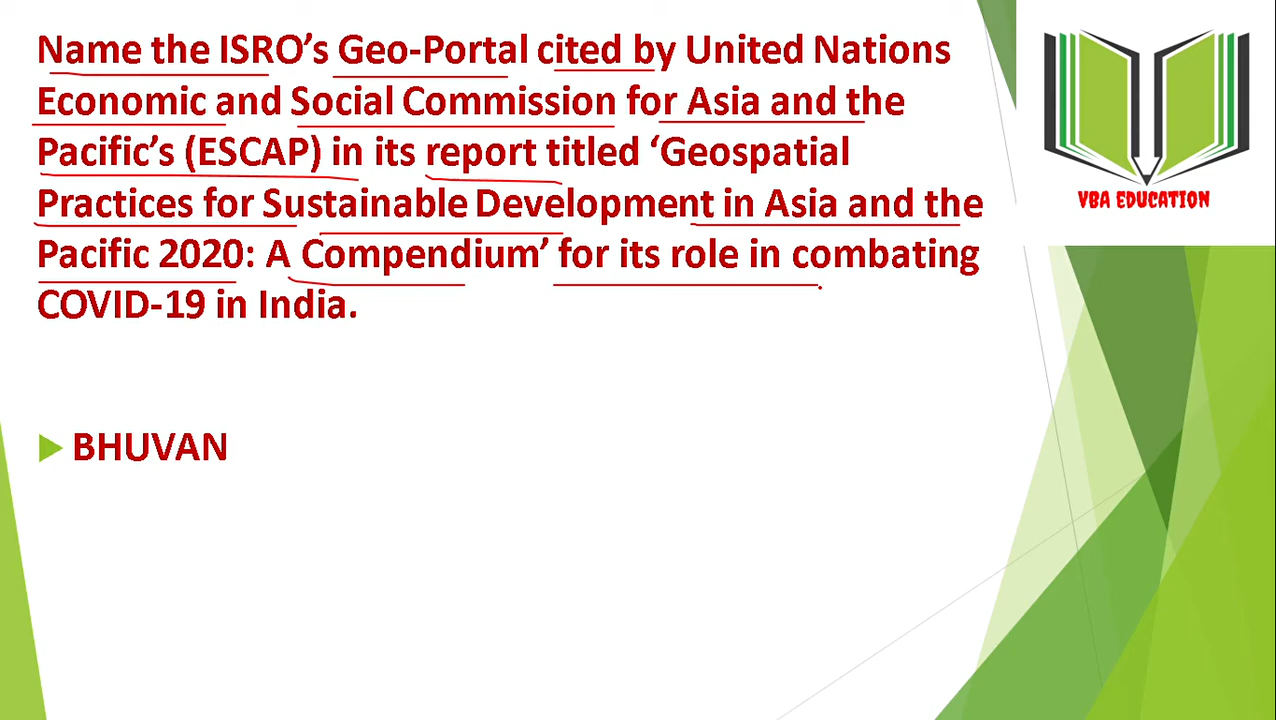 Name the ISRO’s Geo-Portal cited by United Nations
Economic and Social Commission for Asia and the
Pacific’s (ESCAP) in its report titled ‘Geospatial
Practices for Sustainable Development in Asia and the
Pacific 2020: A Compendium’ for its role in combating
COVID-19 in India.
BHUVAN
VBA EDUCATION